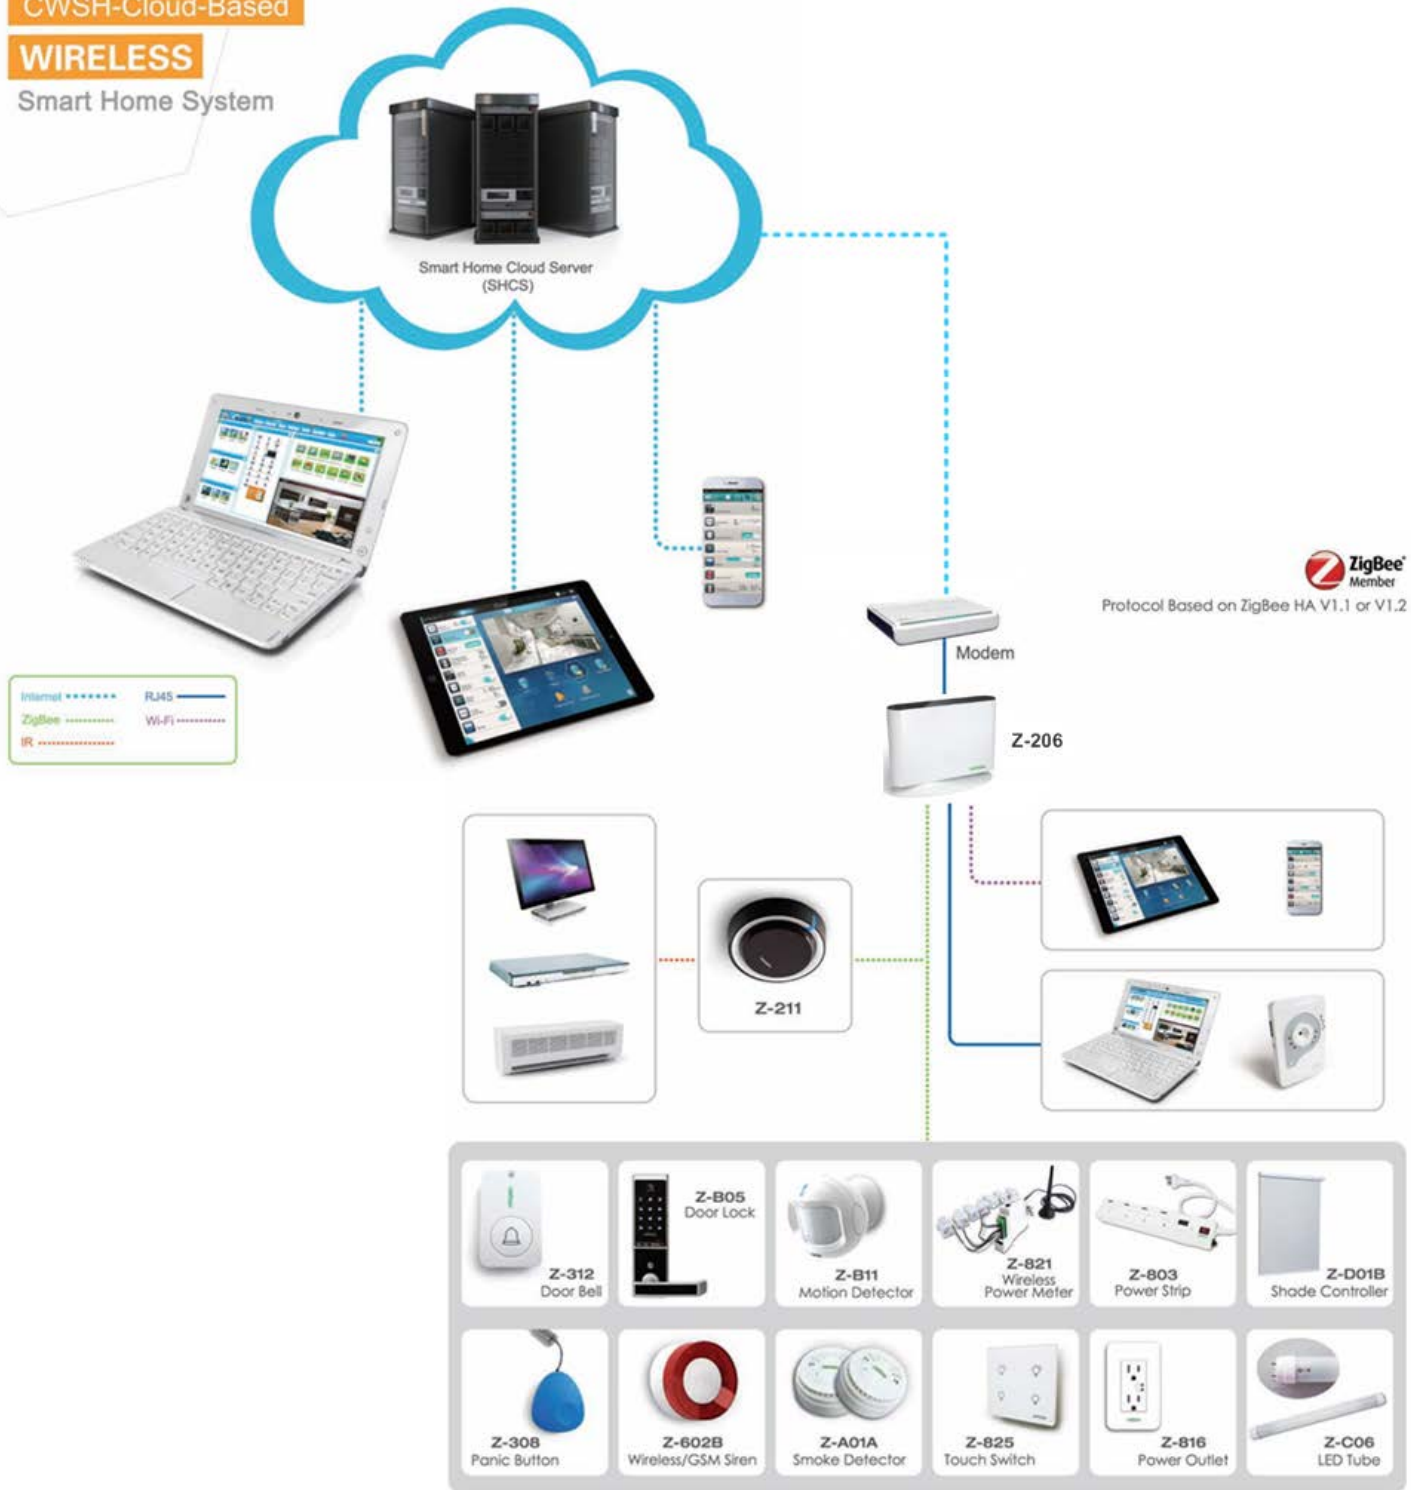 CWSH-Cloud-Based
WIRELESS
Smart Home System
Smart Home Cloud Server
(SHCS)
ZigBee®
Member
Protocol Based on ZigBee HA V1.1 or V1.2
Modem
Internet
RJ45
ZigBee
Wi-Fi
IR
Z-206
Z-211
Z-312
Door Bell
Z-B05
Door Lock
Z-B11
Motion Detector
Z-821
Wireless
Power Meter
Z-803
Power Strip
Z-D01B
Shade Controller
Z-308
Panic Button
Z-602B
Wireless/GSM Siren
Z-A01A
Smoke Detector
Z-825
Touch Switch
Z-816
Power Outlet
Z-C06
LED Tube